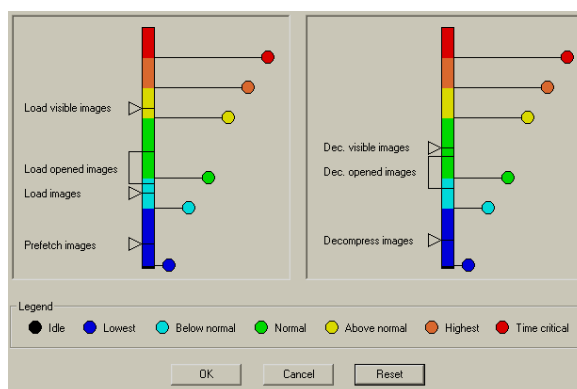 Load visible images
Load opened images
Load images
Prefetch images
Dec. visible images
Dec. opened images
Decompress images
Legend
Idle
Lowest
Below normal
Normal
Above normal
Highest
Time critical
OK
Cancel
Reset